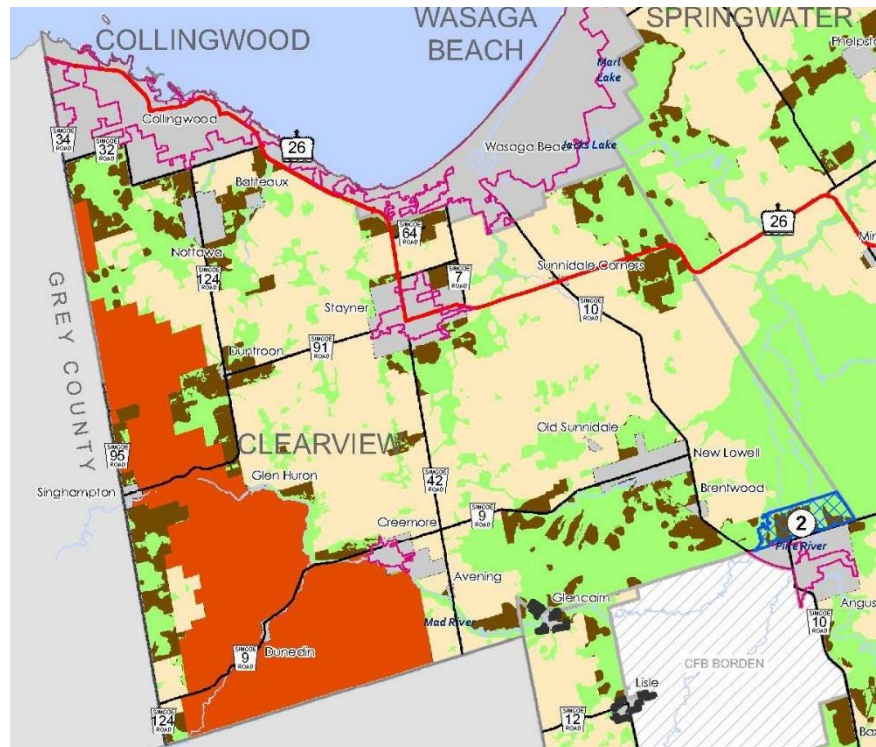 COLLINGWOOD
WASAGA
BEACH
SPRINGWATER
Phelpsto
Marl
Lake
Collingwood
SIMCOE
34
ROAD
SIMCOE
32
ROAD
26
Wasaga Beach
Jacks Lake
Batteaux
SIMCOE
64
ROAD
26
Nottawa
Sunnidale Corners
Min
SIMCOE
124
ROAD
SIMCOE
7
ROAD
Stayner
SIMCOE
10
ROAD
SIMCOE
91
ROAD
Duntroon
GREY COUNTY
CLEARVIEW
Old Sunnidale
New Lowell
SIMCOE
95
ROAD
Singhampton
Glen Huron
SIMCOE
42
ROAD
Brentwood
SIMCOE
9
ROAD
Creemore
2
Pine River
Avening
Glencairn
Angus
Mad River
SIMCOE
10
ROAD
SIMCOE
9
ROAD
Dunedin
CFB BORDEN
Lisle
SIMCOE
124
ROAD
SIMCOE
12
ROAD
Bax